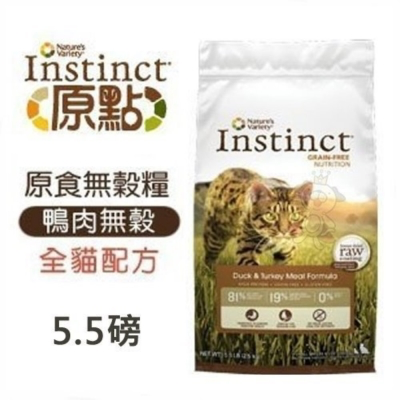 Nature's Variety®
Instinct®
原點
原食無穀糧
鴨肉無穀
全貓配方
5.5磅
Nature's Variety®
Instinct®
GRAIN-FREE
NUTRITION
raw
Duck & Turkey Meal Formula
81% 19% 0%